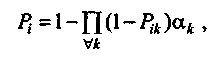 P_i = 1 - ∏_{∀k} (1 - P_{ik}) α_k ,